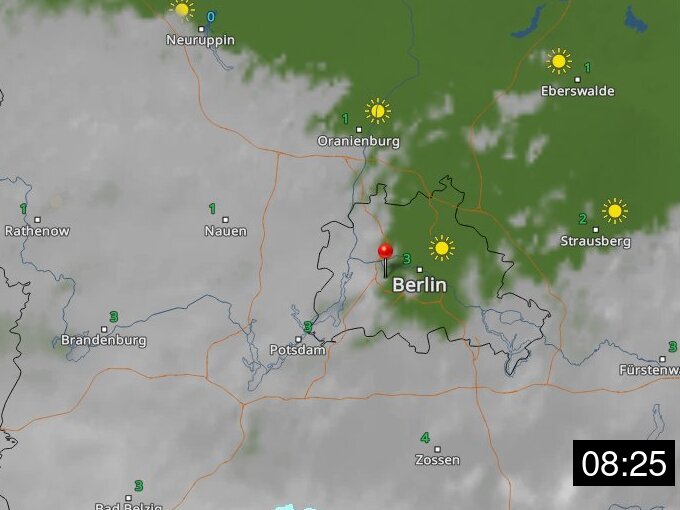 0
Neuruppin
1
Eberswalde
1
Oranienburg
1
Rathenow
1
Nauen
2
Strausberg
3
Berlin
3
Brandenburg
3
Potsdam
3
Fürstenwa
4
Zossen
08:25
3
Bad Belzig